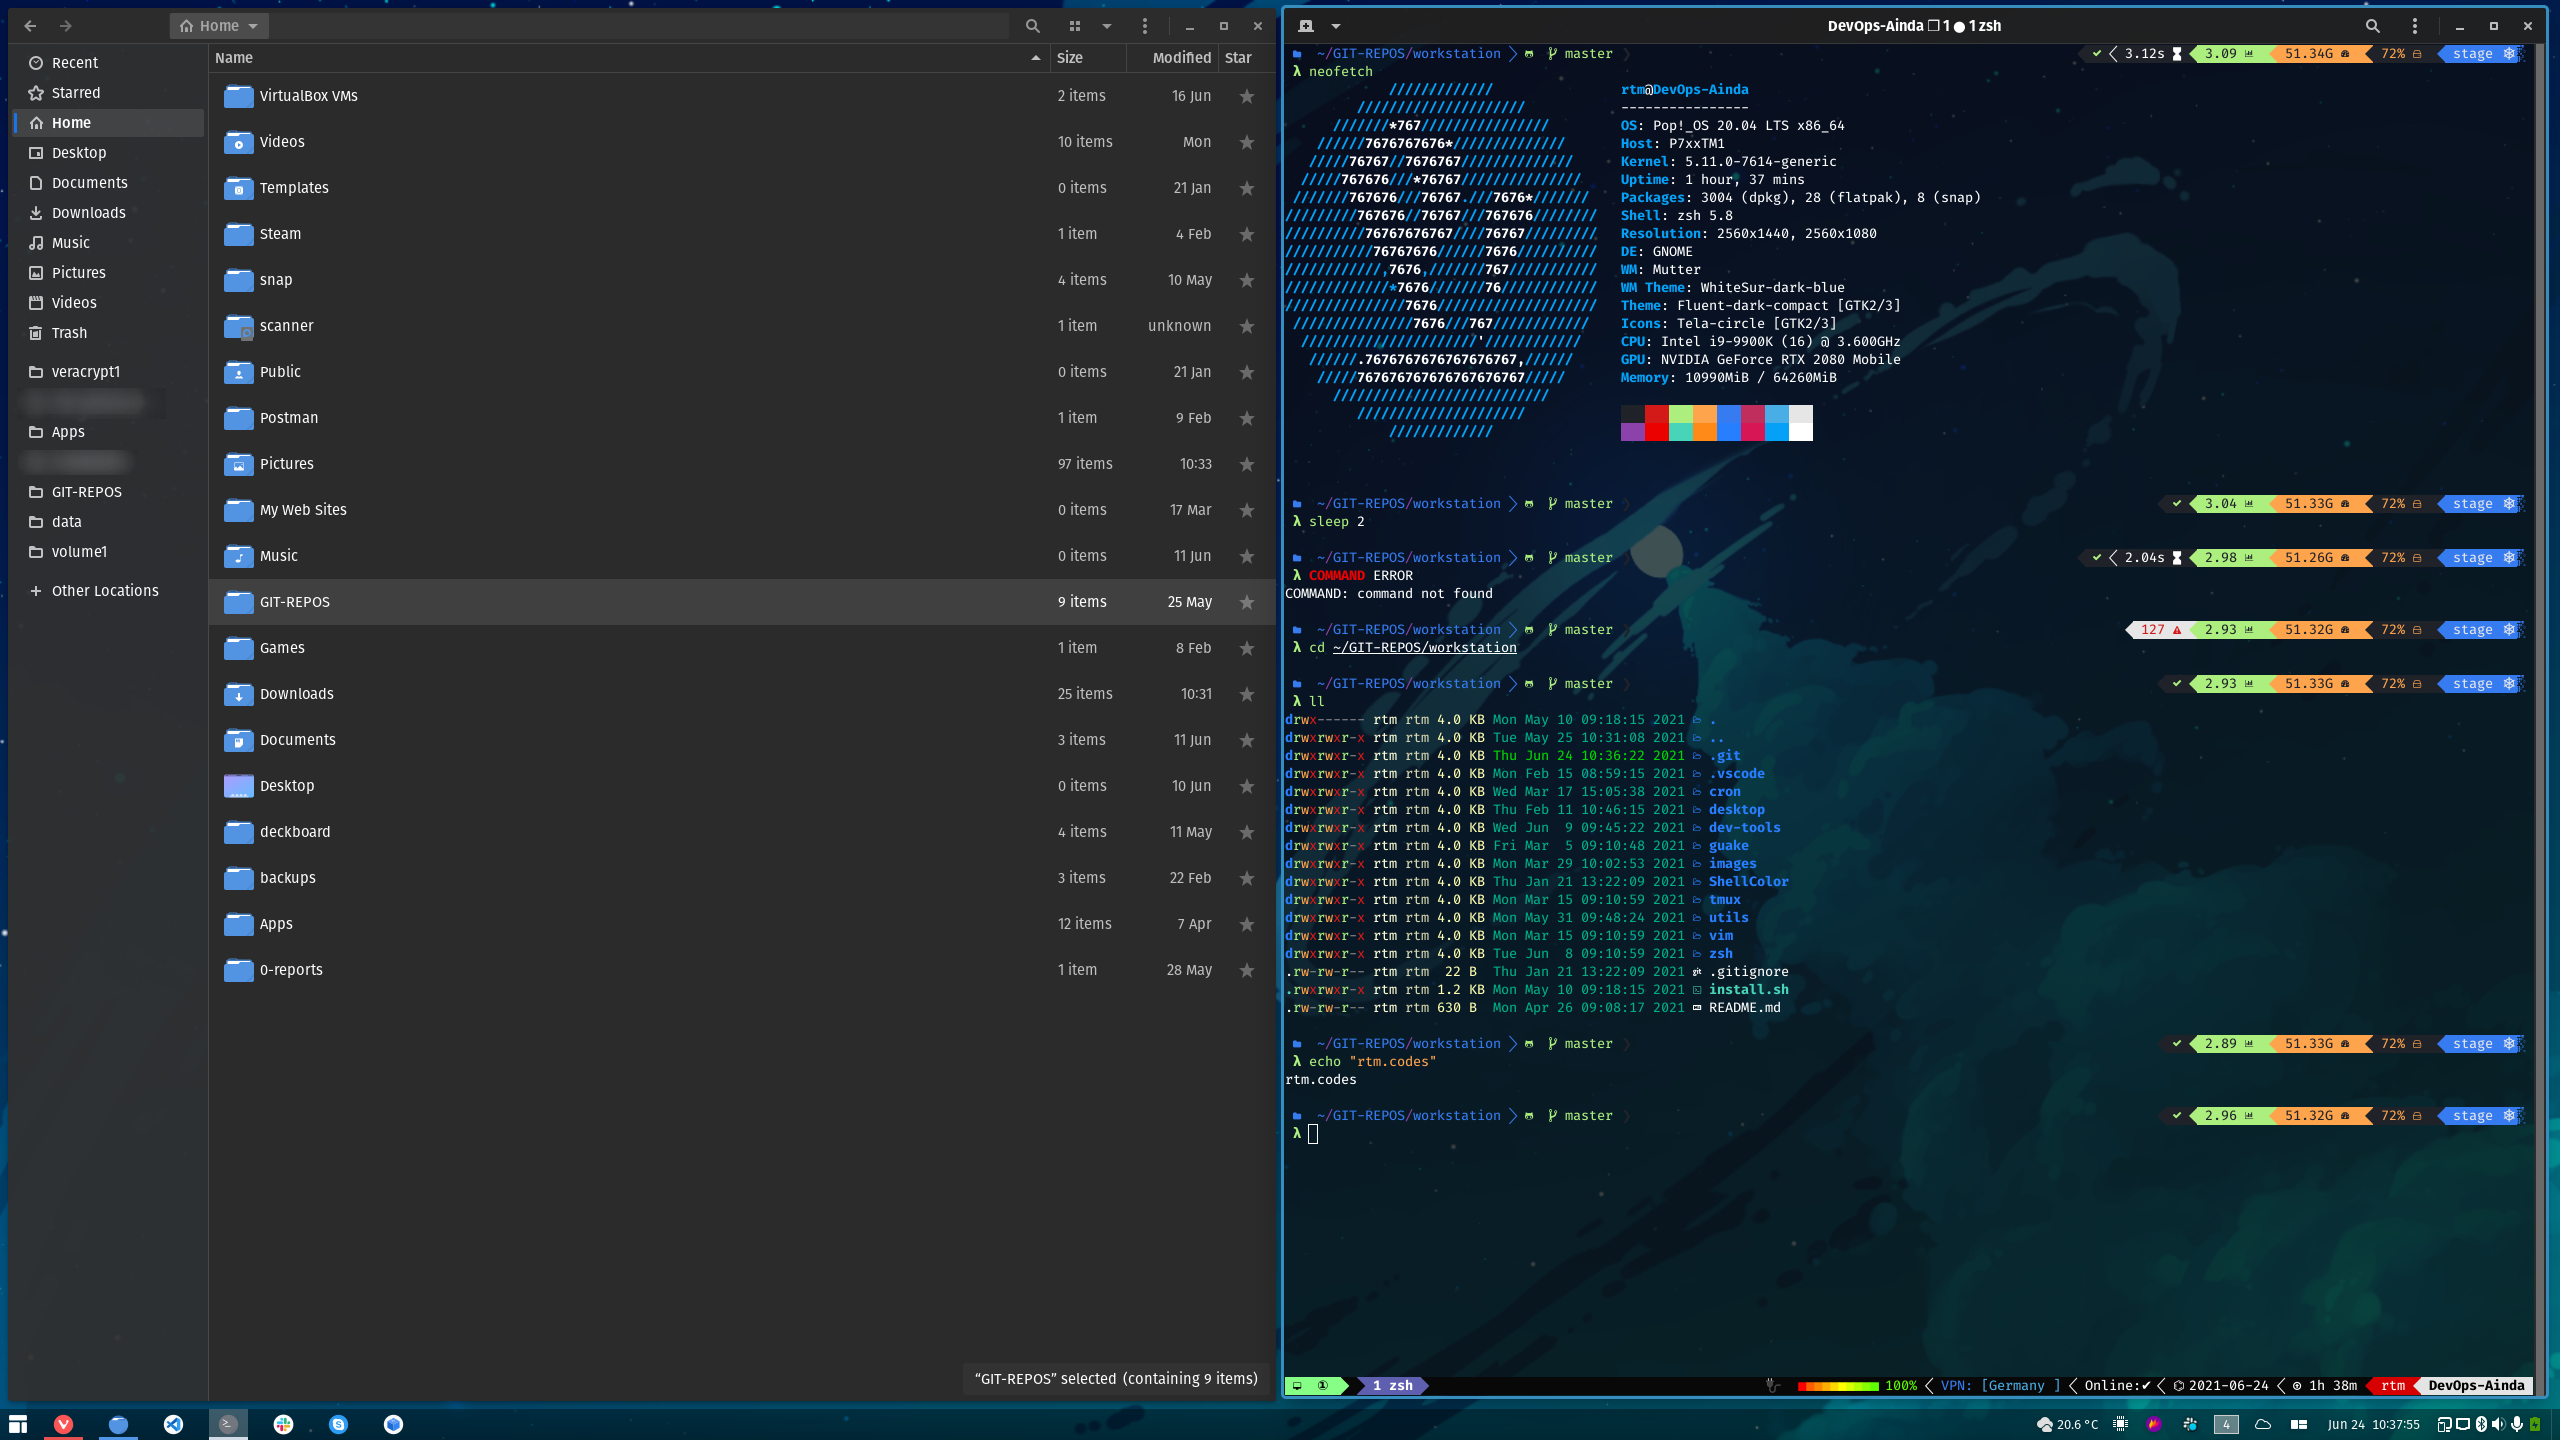 Home
Recent
Starred
Home
Desktop
Documents
Downloads
Music
Pictures
Videos
Trash
veracrypt1
Apps
GIT-REPOS
data
volume1
Other Locations
Name Size Modified Star
VirtualBox VMs 2 items 16 Jun
Videos 10 items Mon
Templates 0 items 21 Jan
Steam 1 item 4 Feb
snap 4 items 10 May
scanner 1 item unknown
Public 0 items 21 Jan
Postman 1 item 9 Feb
Pictures 97 items 10:33
My Web Sites 0 items 17 Mar
Music 0 items 11 Jun
GIT-REPOS 9 items 25 May
Games 1 item 8 Feb
Downloads 25 items 10:31
Documents 3 items 11 Jun
Desktop 0 items 10 Jun
deckboard 4 items 11 May
backups 3 items 22 Feb
Apps 12 items 7 Apr
0-reports 1 item 28 May
“GIT-REPOS” selected (containing 9 items)
DevOps-Ainda ❐ 1 ● 1 zsh
~/GIT-REPOS/workstation master ✔ 3.12s 3.09 51.34G 72% stage
λ neofetch
/////////////
/////////////////////
///////*767////////////////
//////7676767676*//////////////
/////76767//7676767//////////////
/////767676///*76767///////////////
///////767676///76767.///7676*///////
/////////767676//76767///767676////////
//////////76767676767////76767/////////
///////////76767676//////7676//////////
////////////,7676,///////767///////////
/////////////*7676///////76////////////
///////////////7676////////////////////
///////////////7676///767////////////
//////////////////////'////////////
//////.7676767676767676767,//////
/////767676767676767676767/////
///////////////////////////
/////////////////////
/////////////
rtm@DevOps-Ainda
----------------
OS: Pop!_OS 20.04 LTS x86_64
Host: P7xxTM1
Kernel: 5.11.0-7614-generic
Uptime: 1 hour, 37 mins
Packages: 3004 (dpkg), 28 (flatpak), 8 (snap)
Shell: zsh 5.8
Resolution: 2560x1440, 2560x1080
DE: GNOME
WM: Mutter
WM Theme: WhiteSur-dark-blue
Theme: Fluent-dark-compact [GTK2/3]
Icons: Tela-circle [GTK2/3]
CPU: Intel i9-9900K (16) @ 3.600GHz
GPU: NVIDIA GeForce RTX 2080 Mobile
Memory: 10990MiB / 64260MiB
~/GIT-REPOS/workstation master ✔ 3.04 51.33G 72% stage
λ sleep 2
~/GIT-REPOS/workstation master ✔ 2.04s 2.98 51.26G 72% stage
λ COMMAND ERROR
COMMAND: command not found
~/GIT-REPOS/workstation master 127 2.93 51.32G 72% stage
λ cd ~/GIT-REPOS/workstation
~/GIT-REPOS/workstation master ✔ 2.93 51.33G 72% stage
λ ll
drwx------ rtm rtm 4.0 KB Mon May 10 09:18:15 2021 .
drwxrwxr-x rtm rtm 4.0 KB Tue May 25 10:31:08 2021 ..
drwxrwxr-x rtm rtm 4.0 KB Thu Jun 24 10:36:22 2021 .git
drwxrwxr-x rtm rtm 4.0 KB Mon Feb 15 08:59:15 2021 .vscode
drwxrwxr-x rtm rtm 4.0 KB Wed Mar 17 15:05:38 2021 cron
drwxrwxr-x rtm rtm 4.0 KB Thu Feb 11 10:46:15 2021 desktop
drwxrwxr-x rtm rtm 4.0 KB Wed Jun 9 09:45:22 2021 dev-tools
drwxrwxr-x rtm rtm 4.0 KB Fri Mar 5 09:10:48 2021 guake
drwxrwxr-x rtm rtm 4.0 KB Mon Mar 29 10:02:53 2021 images
drwxrwxr-x rtm rtm 4.0 KB Thu Jan 21 13:22:09 2021 ShellColor
drwxrwxr-x rtm rtm 4.0 KB Mon Mar 15 09:10:59 2021 tmux
drwxrwxr-x rtm rtm 4.0 KB Mon May 31 09:48:24 2021 utils
drwxrwxr-x rtm rtm 4.0 KB Mon Mar 15 09:10:59 2021 vim
drwxrwxr-x rtm rtm 4.0 KB Tue Jun 8 09:10:59 2021 zsh
.rw-rw-r-- rtm rtm 22 B Thu Jan 21 13:22:09 2021 .gitignore
.rwxrwxr-x rtm rtm 1.2 KB Mon May 10 09:18:15 2021 install.sh
.rw-rw-r-- rtm rtm 630 B Mon Apr 26 09:08:17 2021 README.md
~/GIT-REPOS/workstation master ✔ 2.89 51.33G 72% stage
λ echo "rtm.codes"
rtm.codes
~/GIT-REPOS/workstation master ✔ 2.96 51.32G 72% stage
λ
① 1 zsh 100% VPN: [Germany ] Online:✔ 2021-06-24 1h 38m rtm DevOps-Ainda
20.6 °C 4 Jun 24 10:37:55